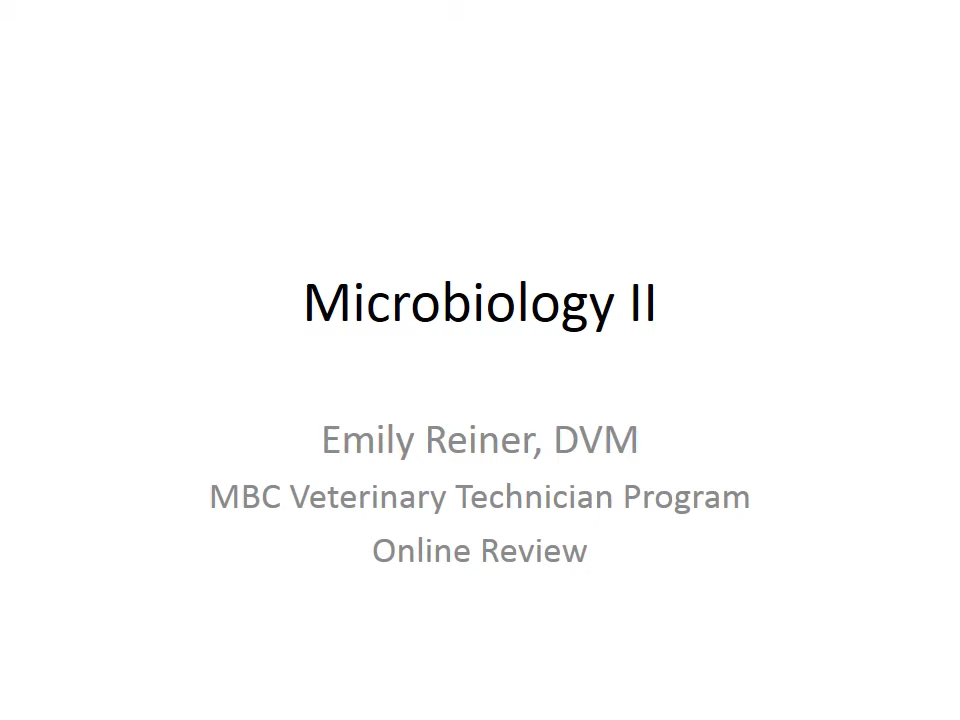 Microbiology II
Emily Reiner, DVM
MBC Veterinary Technician Program
Online Review